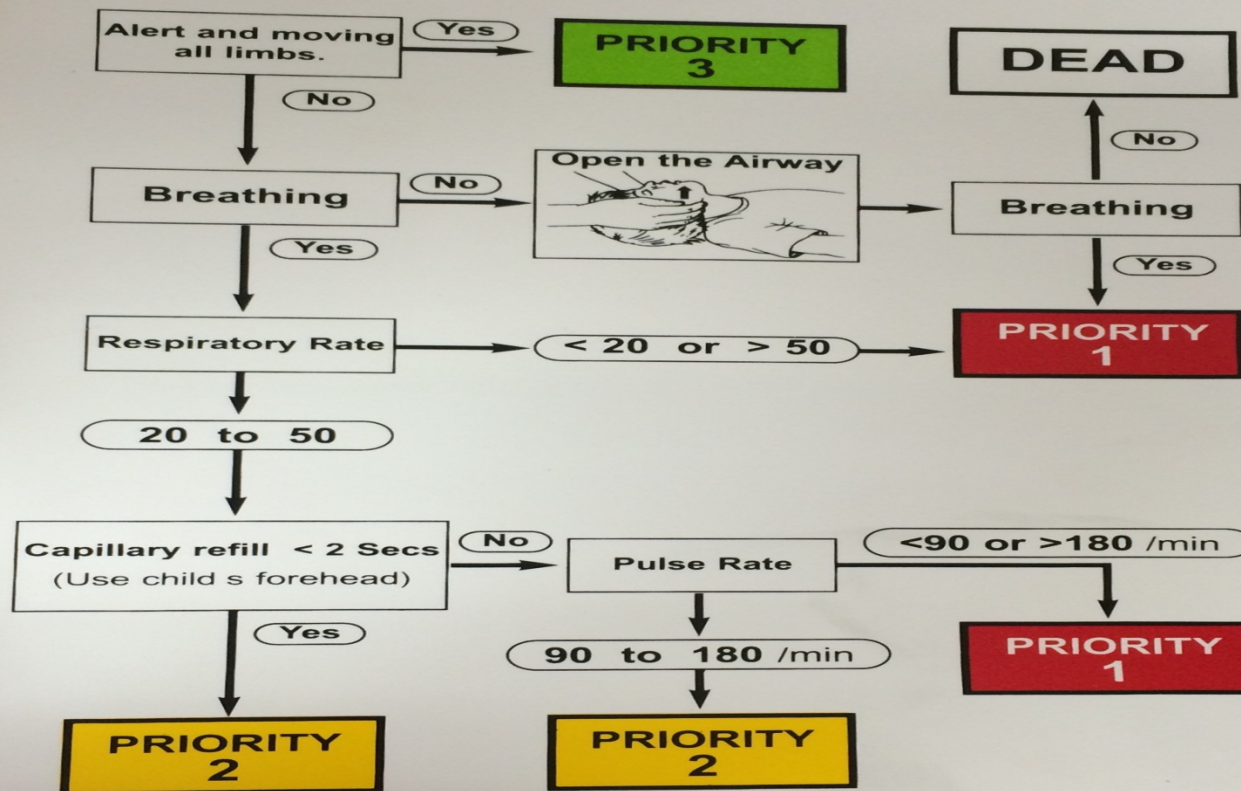 Alert and moving
all limbs.
Yes
PRIORITY
3
DEAD
No
No
Breathing
No
Open the Airway
Breathing
Yes
Yes
Respiratory Rate
< 20 or > 50
PRIORITY
1
20 to 50
Capillary refill < 2 Secs
(Use child s forehead)
No
Pulse Rate
<90 or >180 /min
Yes
90 to 180 /min
PRIORITY
1
PRIORITY
2
PRIORITY
2